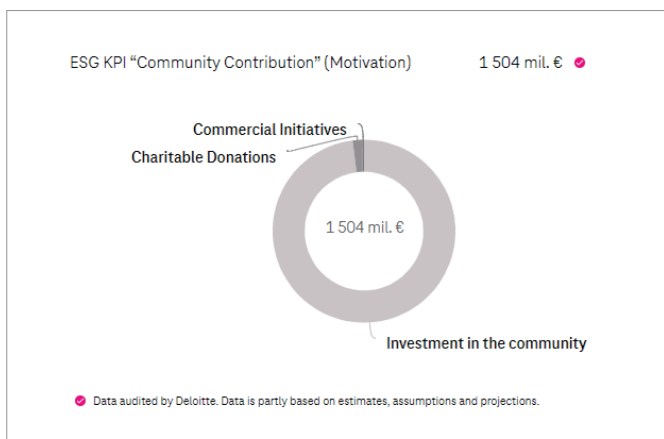 ESG KPI “Community Contribution” (Motivation) 1 504 mil. €
Commercial Initiatives
Charitable Donations
1 504 mil. €
Investment in the community
Data audited by Deloitte. Data is partly based on estimates, assumptions and projections.